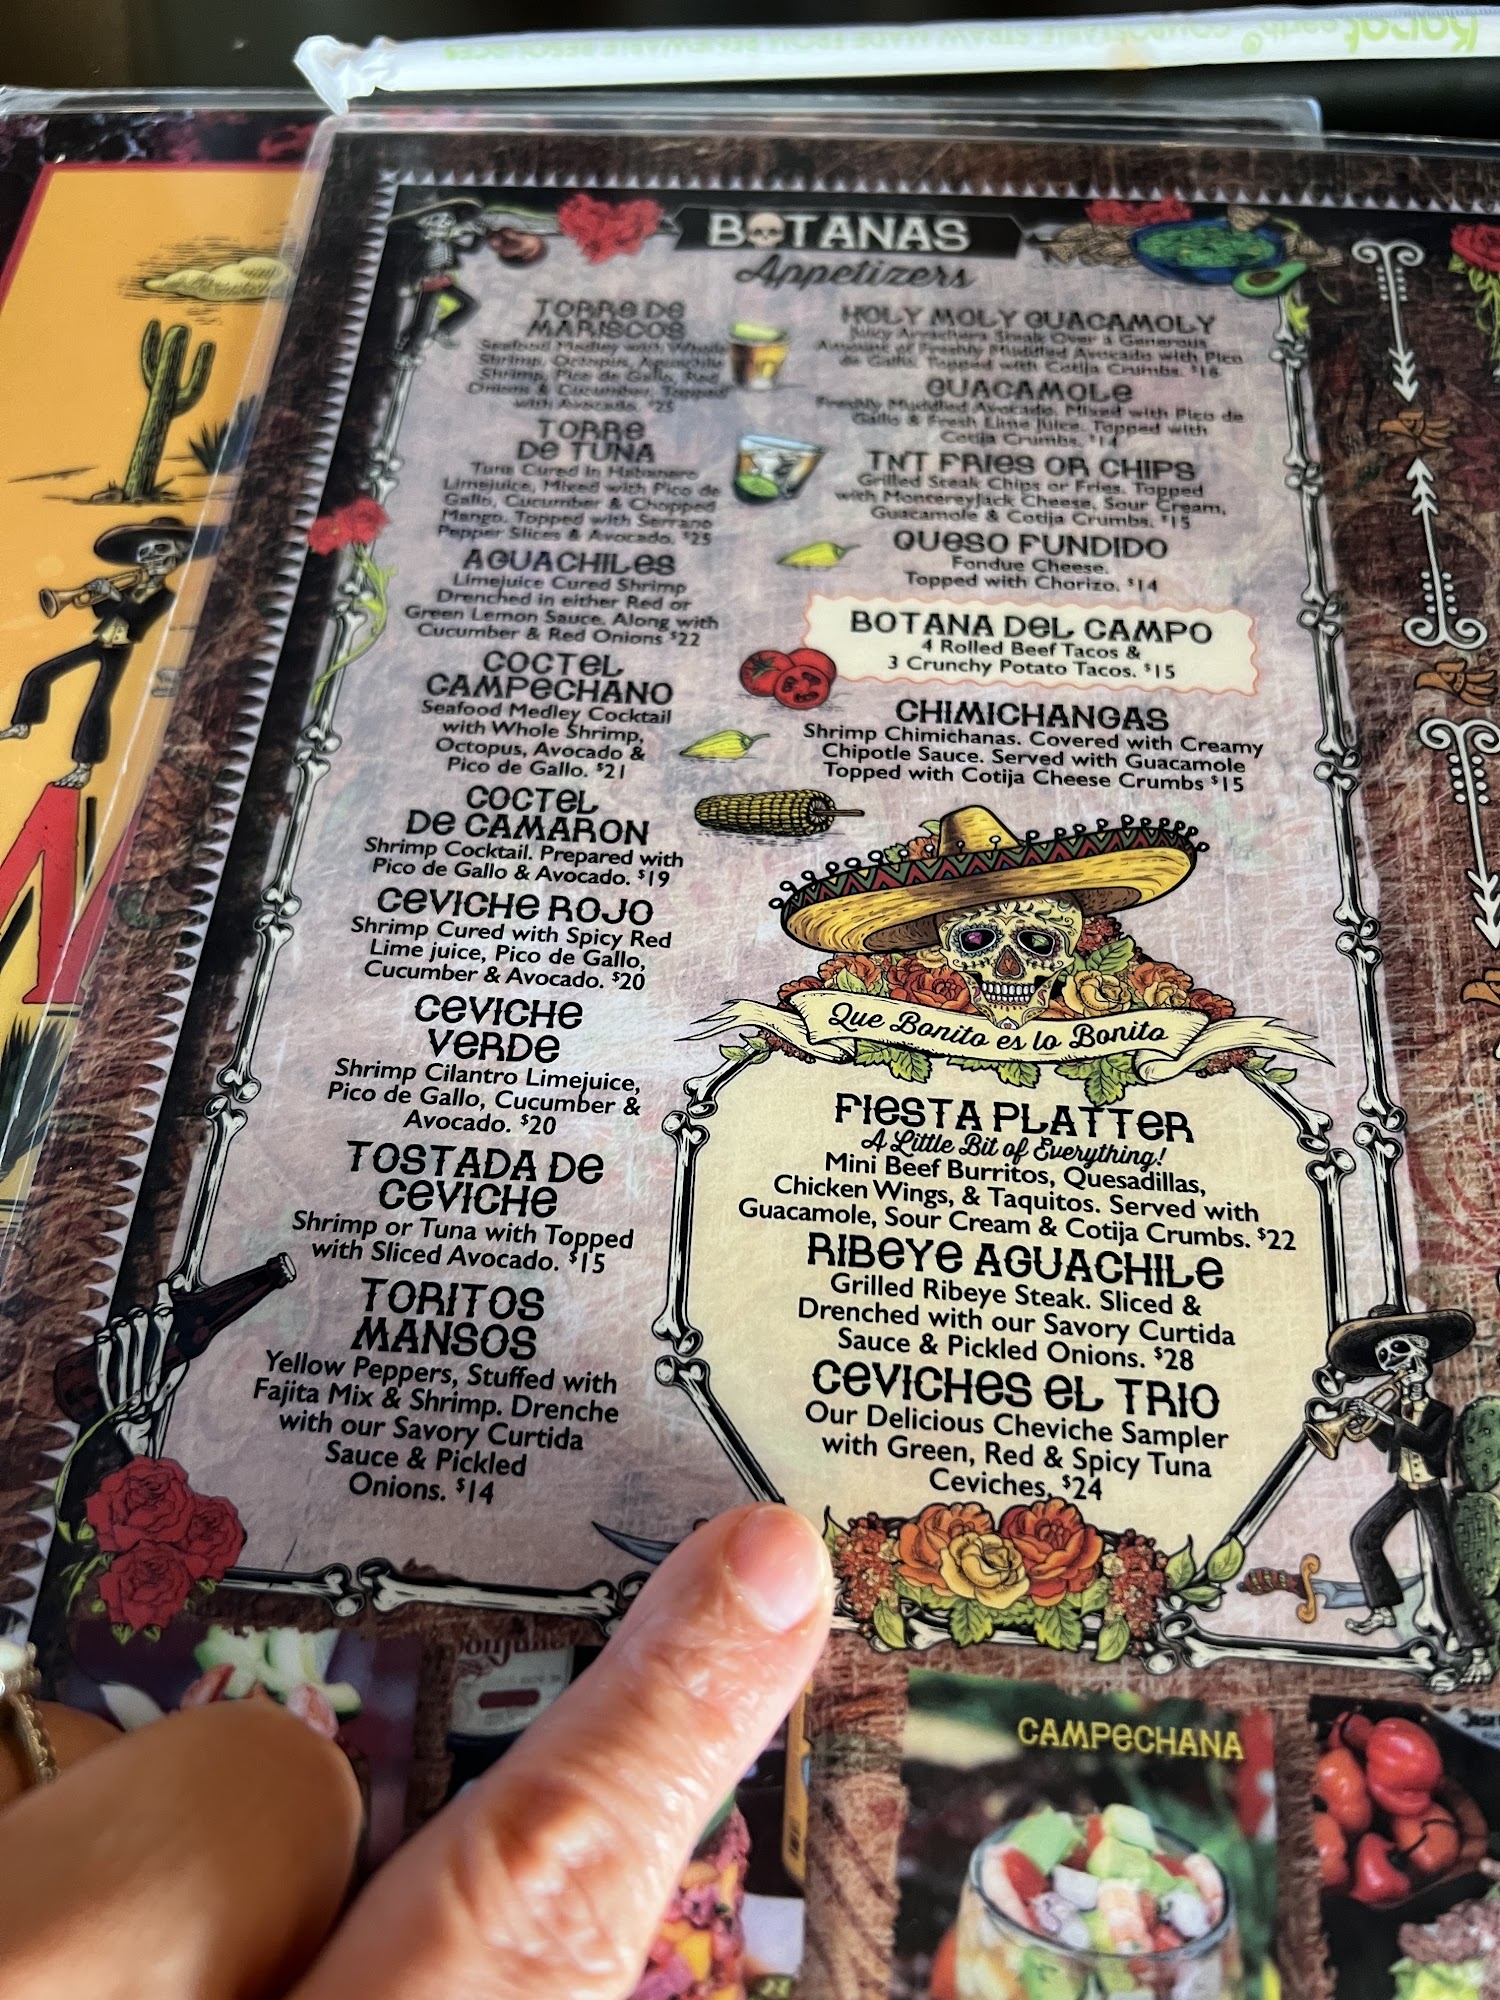 BOTANAS
Appetizers
TORRE DE
MARISCOS
Seafood Medley with Whole
Shrimp, Octopus, Aguachile
Shrimp, Pico de Gallo, Red
Onions & Cucumber. Topped
with Avocado. $25
TORRE
DE TUNA
Tuna Cured in Habanero
Limejuice, Mixed with Pico de
Gallo, Cucumber & Chopped
Mango. Topped with Serrano
Pepper Slices & Avocado. $25
AGUACHILES
Limejuice Cured Shrimp
Drenched in either Red or
Green Lemon Sauce. Along with
Cucumber & Red Onions $22
COCTEL
CAMPECHANO
Seafood Medley Cocktail
with Whole Shrimp,
Octopus, Avocado &
Pico de Gallo. $21
COCTEL
DE CAMARON
Shrimp Cocktail. Prepared with
Pico de Gallo & Avocado. $19
CEVICHE ROJO
Shrimp Cured with Spicy Red
Lime juice, Pico de Gallo,
Cucumber & Avocado. $20
CEVICHE
VERDE
Shrimp Cilantro Limejuice,
Pico de Gallo, Cucumber &
Avocado. $20
TOSTADA DE
CEVICHE
Shrimp or Tuna with Topped
with Sliced Avocado. $15
TORITOS
MANSOS
Yellow Peppers, Stuffed with
Fajita Mix & Shrimp. Drenche
with our Savory Curtida
Sauce & Pickled
Onions. $14
HOLY MOLY GUACAMOLY
Juicy Arrachera Steak Over a Generous
Amount of Freshly Muddled Avocado with Pico
de Gallo. Topped with Cotija Crumbs. $16
GUACAMOLE
Freshly Muddled Avocado. Mixed with Pico de
Gallo & Fresh Lime Juice. Topped with
Cotija Crumbs. $14
TNT FRIES OR CHIPS
Grilled Steak Chips or Fries. Topped
with MontereyJack Cheese, Sour Cream,
Guacamole & Cotija Crumbs. $15
QUESO FUNDIDO
Fondue Cheese.
Topped with Chorizo. $14
BOTANA DEL CAMPO
4 Rolled Beef Tacos &
3 Crunchy Potato Tacos. $15
CHIMICHANGAS
Shrimp Chimichanas. Covered with Creamy
Chipotle Sauce. Served with Guacamole
Topped with Cotija Cheese Crumbs $15
Que Bonito es lo Bonito
FIESTA PLATTER
A Little Bit of Everything!
Mini Beef Burritos, Quesadillas,
Chicken Wings, & Taquitos. Served with
Guacamole, Sour Cream & Cotija Crumbs. $22
RIBEYE AGUACHILE
Grilled Ribeye Steak. Sliced &
Drenched with our Savory Curtida
Sauce & Pickled Onions. $28
CEVICHES EL TRIO
Our Delicious Cheviche Sampler
with Green, Red & Spicy Tuna
Ceviches. $24
CAMPECHANA
Karat earth® COMPOSTABLE STRAW MADE FROM RENEWABLE RESOURCES